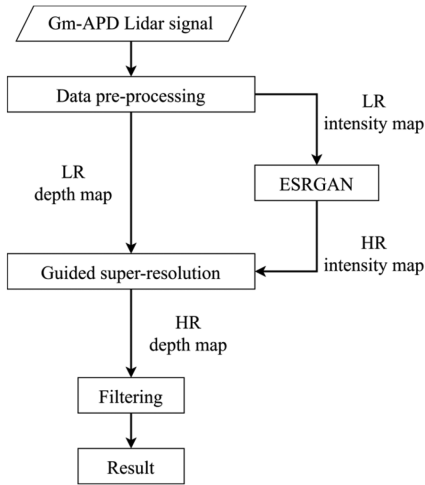 Gm-APD Lidar signal
Data pre-processing
LR
intensity map
LR
depth map
ESRGAN
HR
intensity map
Guided super-resolution
HR
depth map
Filtering
Result